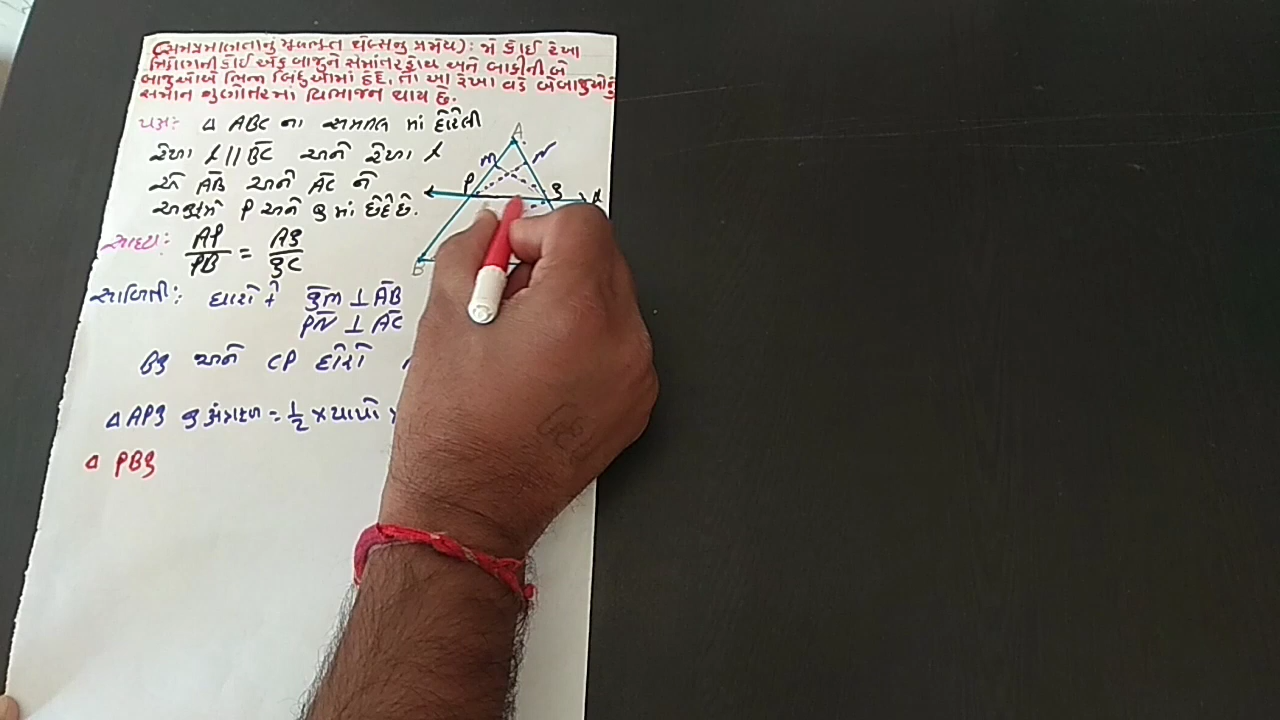 (સમપ્રમાણતાનું મૂળભૂત થેલ્સનુ પ્રમેય) : જો કોઈ રેખા
ત્રિકોણની કોઈ એક બાજુને સમાંતર હોય અને બાકીની બે
બાજુઓને ભિન્ન બિંદુઓમાં છેદે, તો આ રેખા વડે બે બાજુઓનું
સમાન ગુણોત્તરમાં વિભાજન થાય છે.
પક્ષ: Δ ABC ના સમતલ માં દોરેલી
રેખા l || BC અને રેખા l
એ AB અને AC ને
અનુક્રમે P અને Q માં છેદે છે.
સાધ્ય: AP/PB = AQ/QC
સાબિતી: ધારો કે QM ⊥ AB
PN ⊥ AC
BQ અને CP દોરો
Δ APQ નું ક્ષેત્રફળ = 1/2 × પાયો ×
Δ PBQ
A
M N
P Q l
B